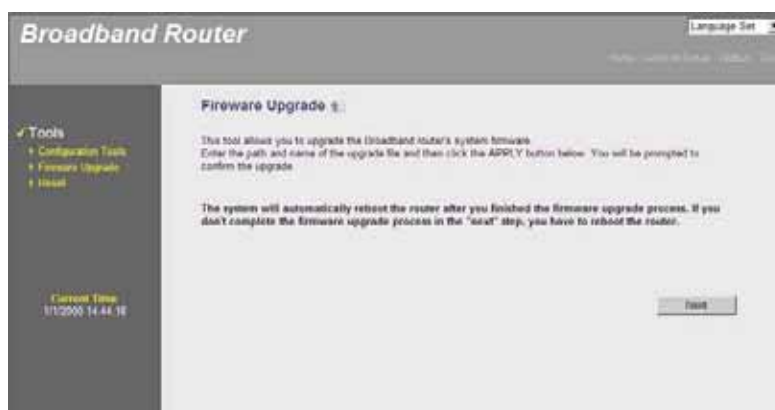 Broadband Router
Language Set
Tools
Configuration Tools
Fireware Upgrade
Reset
Current Time
1/1/2000 14:44:16
Fireware Upgrade
This tool allows you to upgrade the Broadband router's system firmware.
Enter the path and name of the upgrade file and then click the APPLY button below. You will be prompted to
confirm the upgrade.
The system will automatically reboot the router after you finished the firmware upgrade process. If you
don't complete the firmware upgrade process in the "next" step, you have to reboot the router.
Next